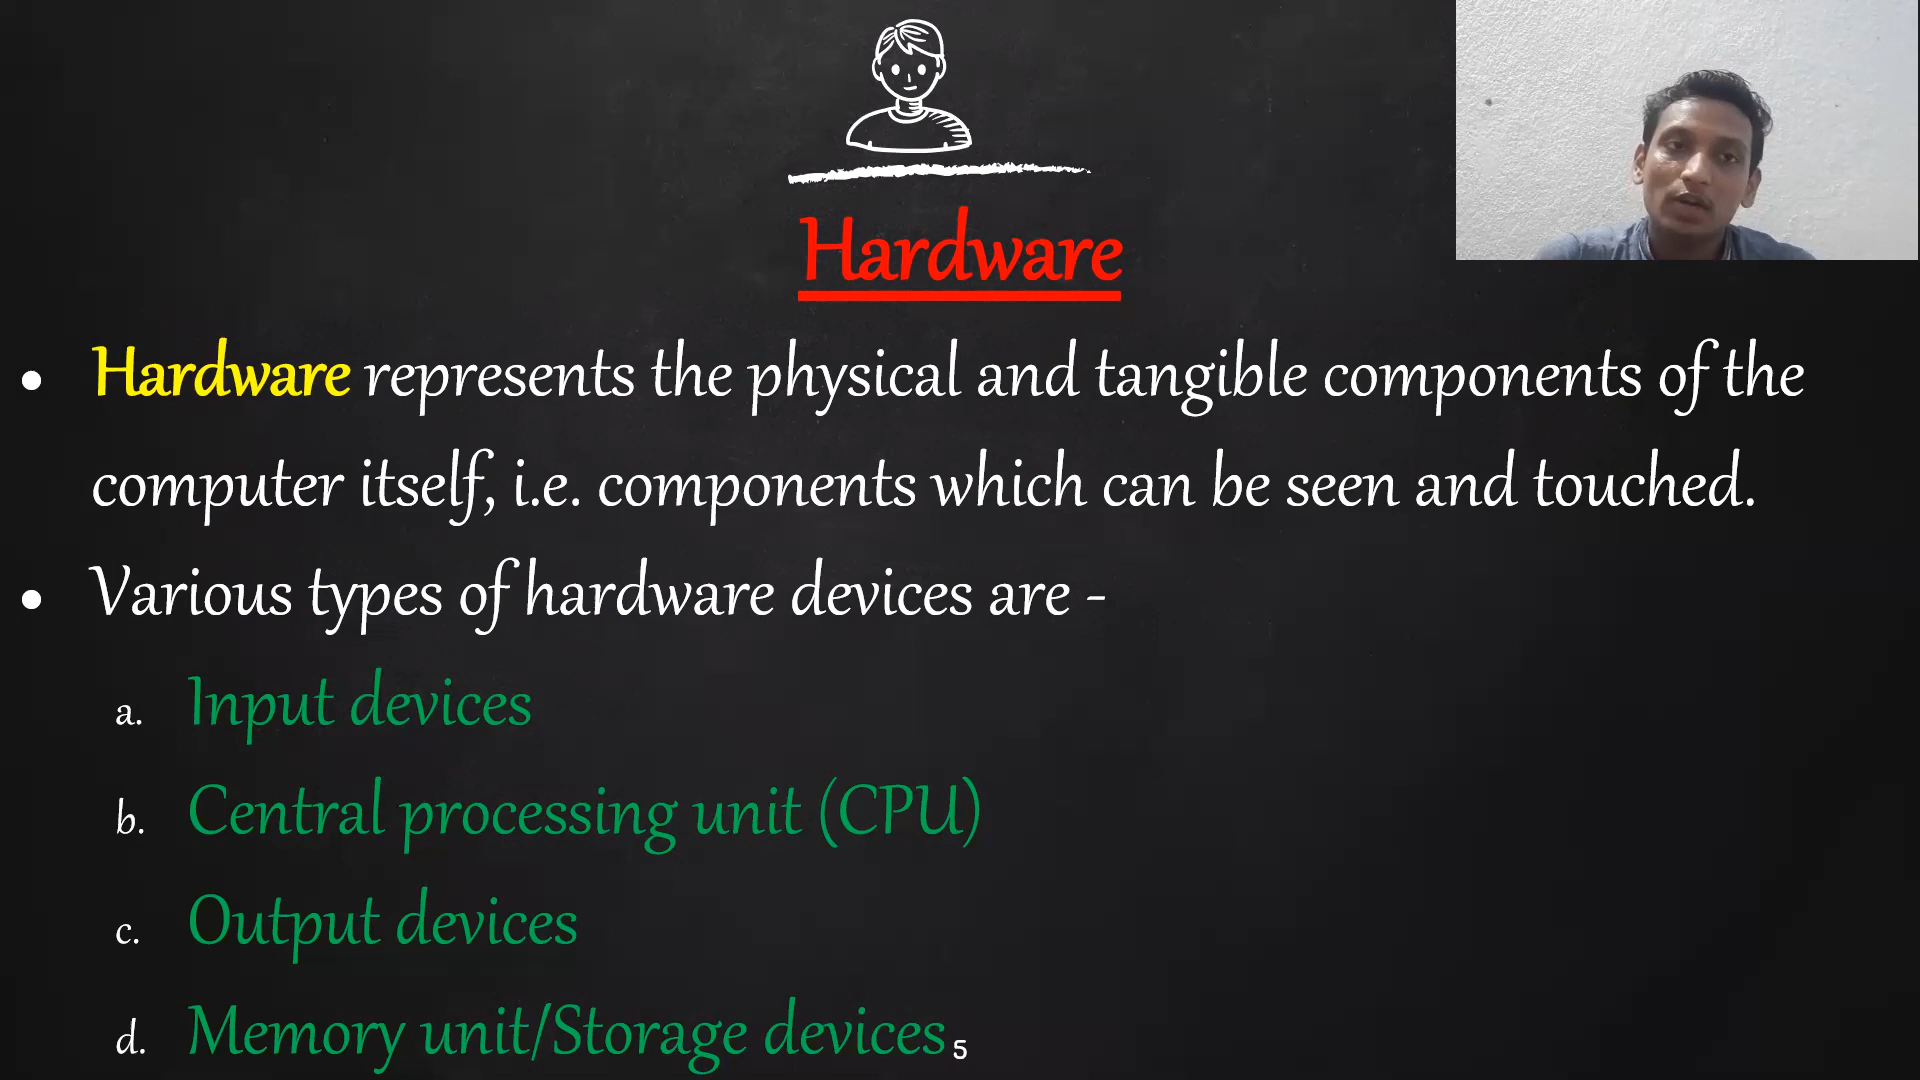 Hardware
• Hardware represents the physical and tangible components of the
computer itself, i.e. components which can be seen and touched.
• Various types of hardware devices are -
a. Input devices
b. Central processing unit (CPU)
c. Output devices
d. Memory unit/Storage devices
5